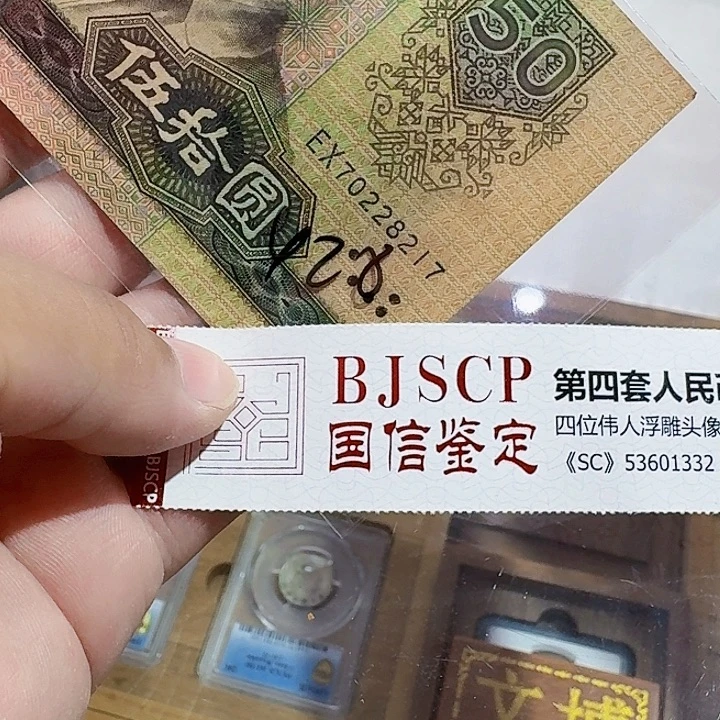 50
伍拾圆
EX70228217
BJSCP
国信鉴定
第四套人民
四位伟人浮雕头像
《SC》53601332
BJSCP